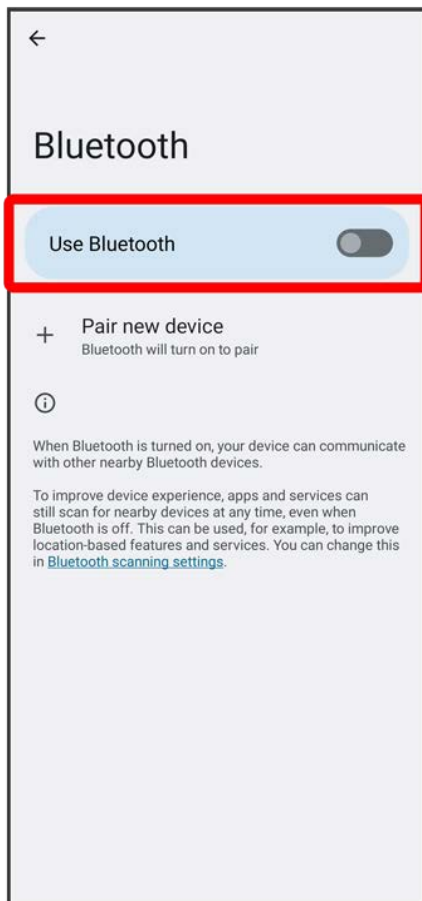 Bluetooth
Use Bluetooth
Pair new device
Bluetooth will turn on to pair
When Bluetooth is turned on, your device can communicate
with other nearby Bluetooth devices.
To improve device experience, apps and services can
still scan for nearby devices at any time, even when
Bluetooth is off. This can be used, for example, to improve
location-based features and services. You can change this
in Bluetooth scanning settings.